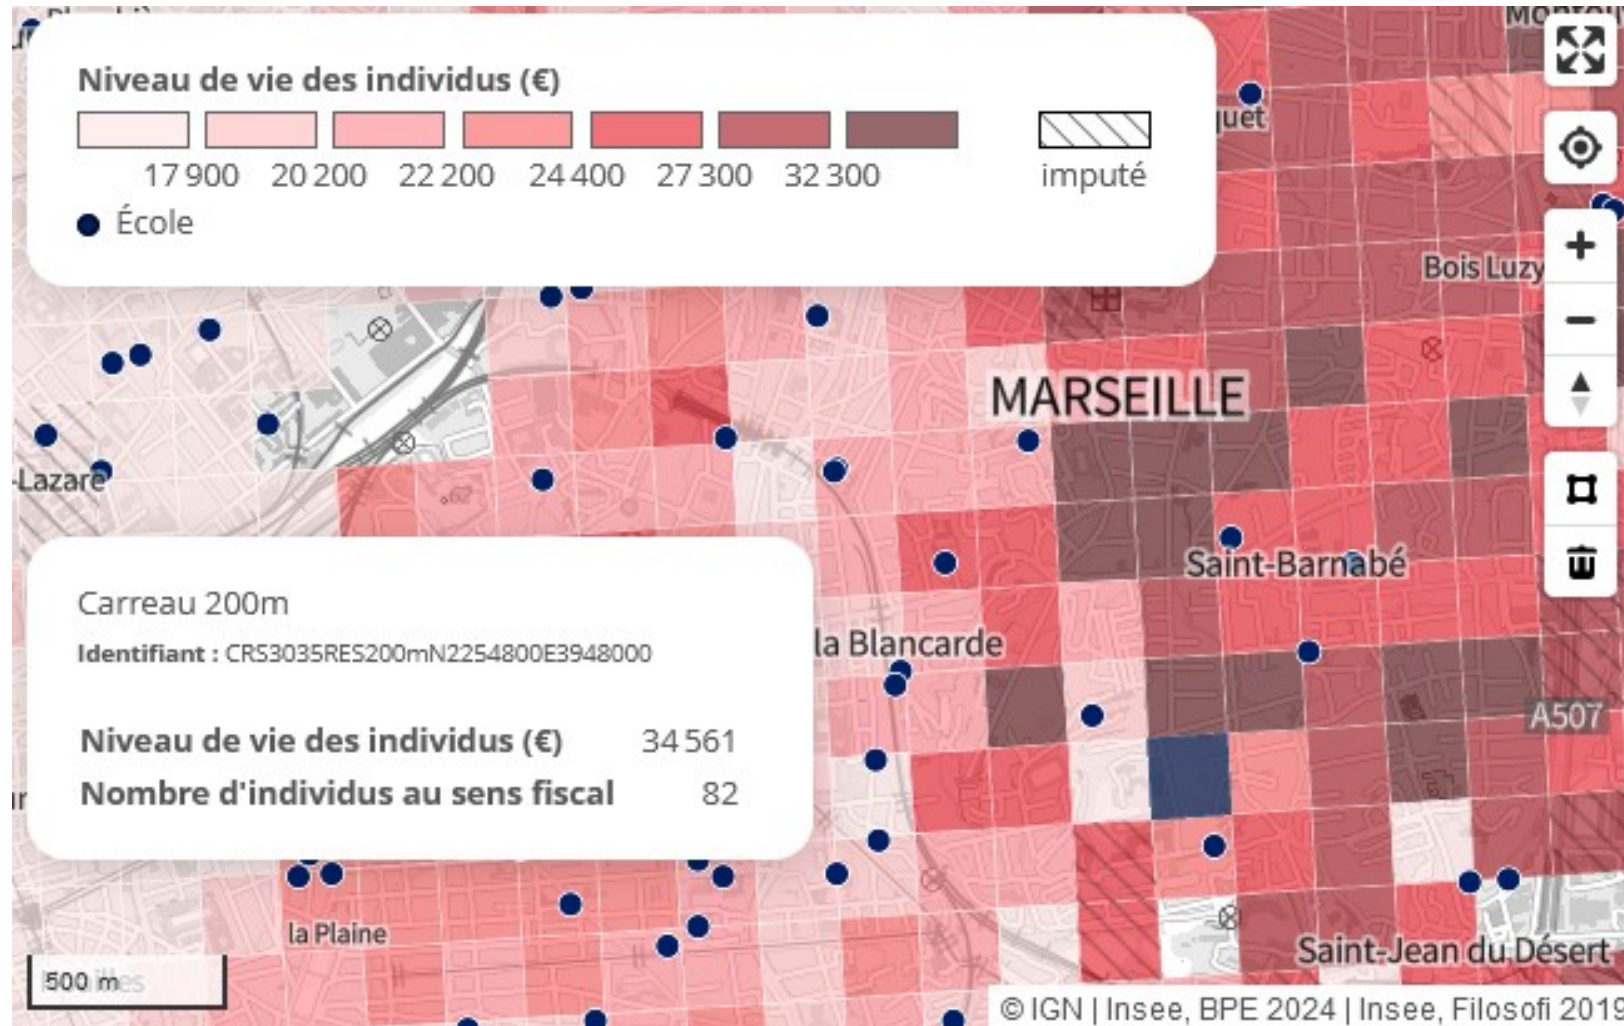 Niveau de vie des individus (€)
17 900 20 200 22 200 24 400 27 300 32 300
imputé
École
Bois Luzy
MARSEILLE
-Lazare
Saint-Barnabé
Carreau 200m
Identifiant : CRS3035RES200mN2254800E3948000
la Blancarde
Niveau de vie des individus (€) 34 561
A507
Nombre d'individus au sens fiscal 82
la Plaine
Saint-Jean du Désert
500 m
© IGN | Insee, BPE 2024 | Insee, Filosofi 2019